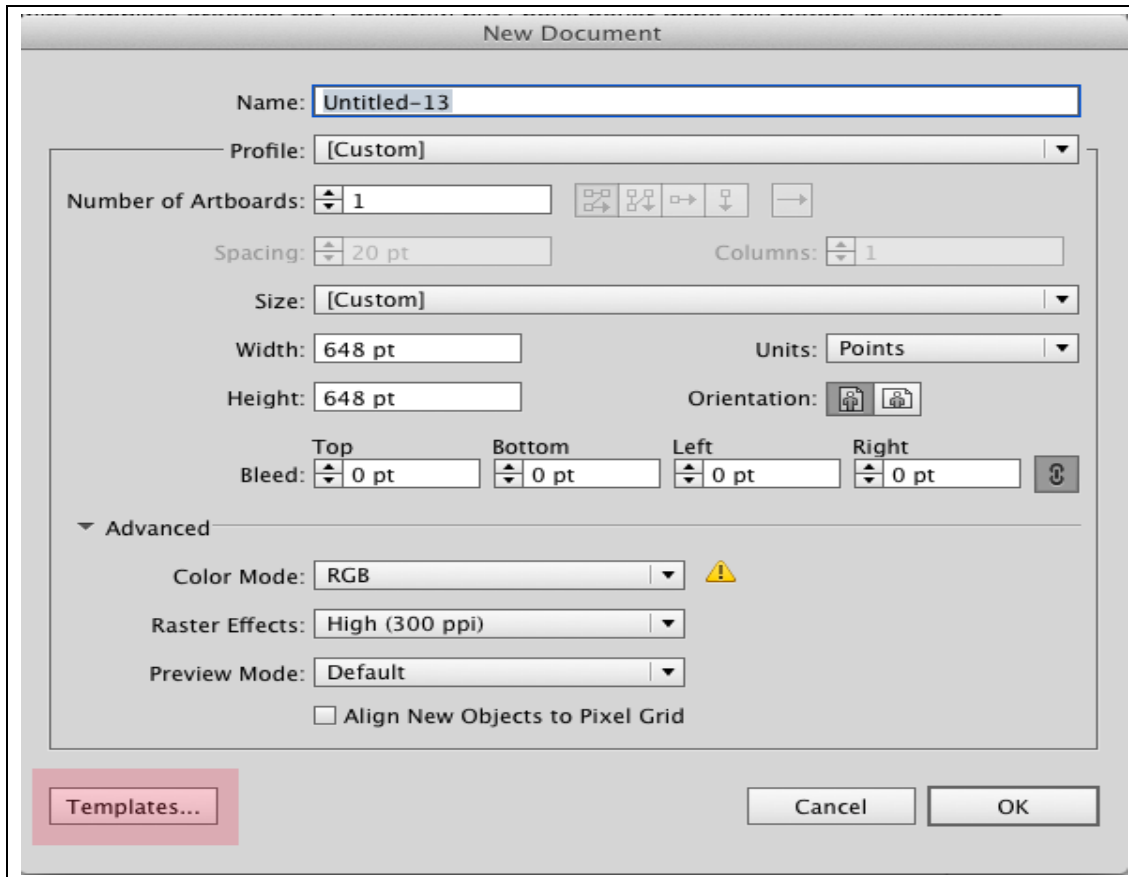 New Document
Name: Untitled-13
Profile: [Custom]
Number of Artboards: 1
Spacing: 20 pt Columns: 1
Size: [Custom]
Width: 648 pt Units: Points
Height: 648 pt Orientation:
Top Bottom Left Right
Bleed: 0 pt 0 pt 0 pt 0 pt
Advanced
Color Mode: RGB
Raster Effects: High (300 ppi)
Preview Mode: Default
Align New Objects to Pixel Grid
Templates... Cancel OK